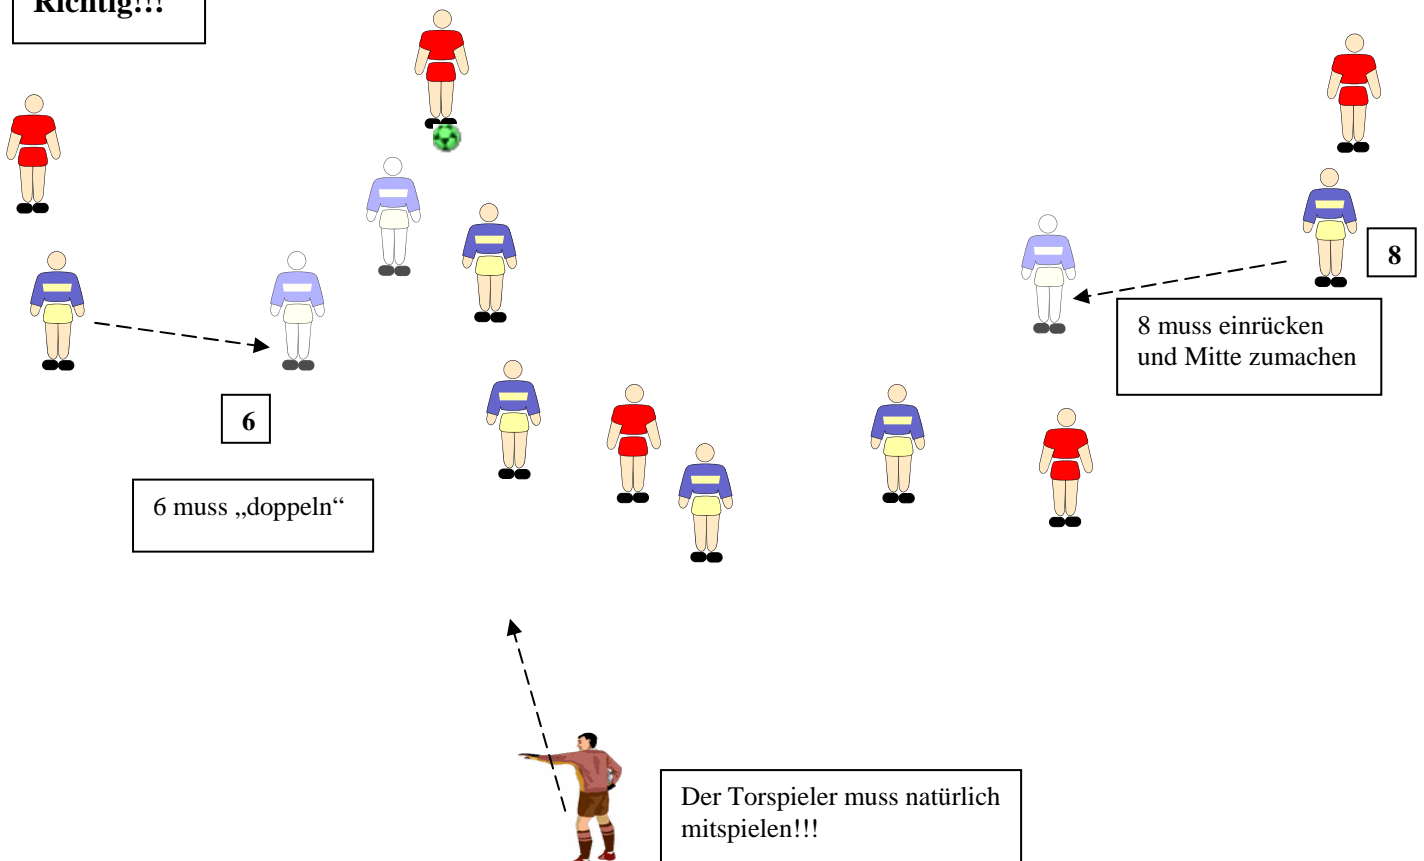 Richtig!!!
8
8 muss einrücken
und Mitte zumachen
6
6 muss „doppeln“
Der Torspieler muss natürlich
mitspielen!!!